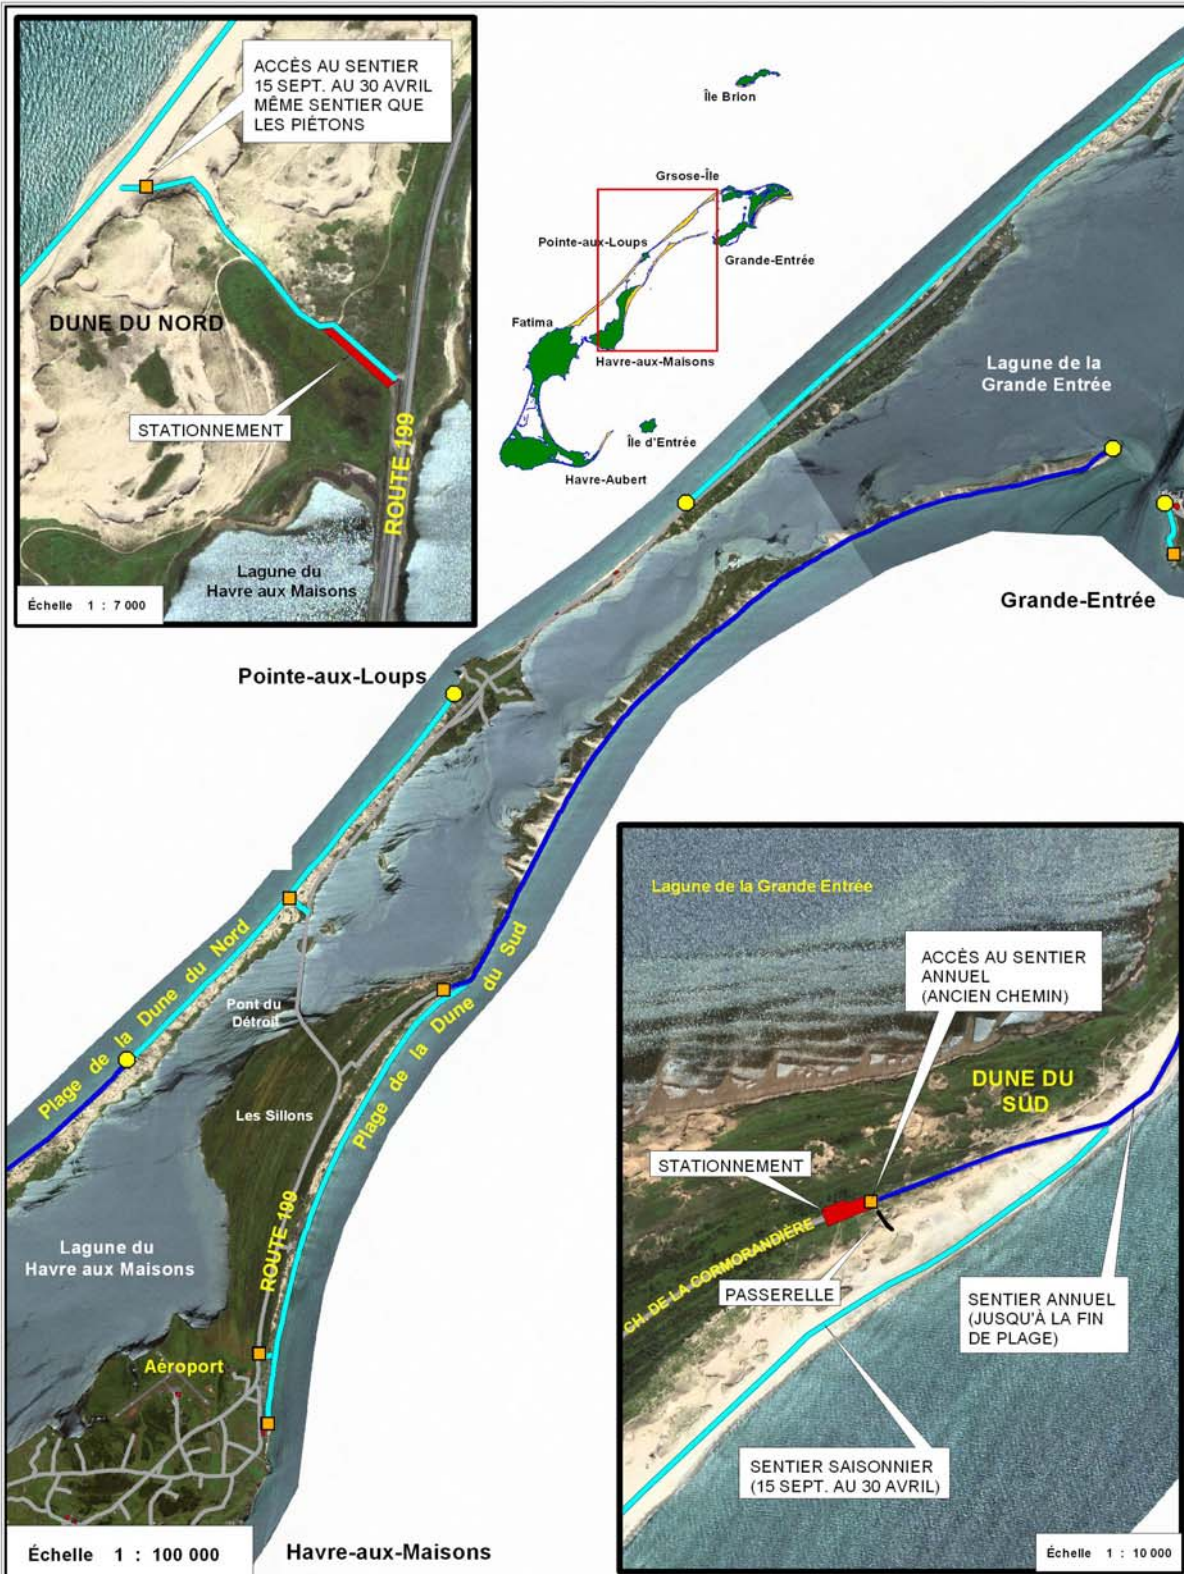 ACCÈS AU SENTIER
15 SEPT. AU 30 AVRIL
MÊME SENTIER QUE
LES PIÉTONS
DUNE DU NORD
STATIONNEMENT
ROUTE 199
Lagune du
Havre aux Maisons
Échelle 1 : 7 000
Île Brion
Grsose-Île
Pointe-aux-Loups
Grande-Entrée
Fatima
Havre-aux-Maisons
Île d'Entrée
Havre-Aubert
Lagune de la
Grande Entrée
Grande-Entrée
Pointe-aux-Loups
Plage de la Dune du Nord
Pont du
Détroit
Plage de la Dune du Sud
Les Sillons
ROUTE 199
Lagune du
Havre aux Maisons
Aéroport
Échelle 1 : 100 000
Havre-aux-Maisons
Lagune de la Grande Entrée
ACCÈS AU SENTIER
ANNUEL
(ANCIEN CHEMIN)
DUNE DU
SUD
STATIONNEMENT
CH. DE LA CORMORANDIÈRE
PASSERELLE
SENTIER ANNUEL
(JUSQU'À LA FIN
DE PLAGE)
SENTIER SAISONNIER
(15 SEPT. AU 30 AVRIL)
Échelle 1 : 10 000